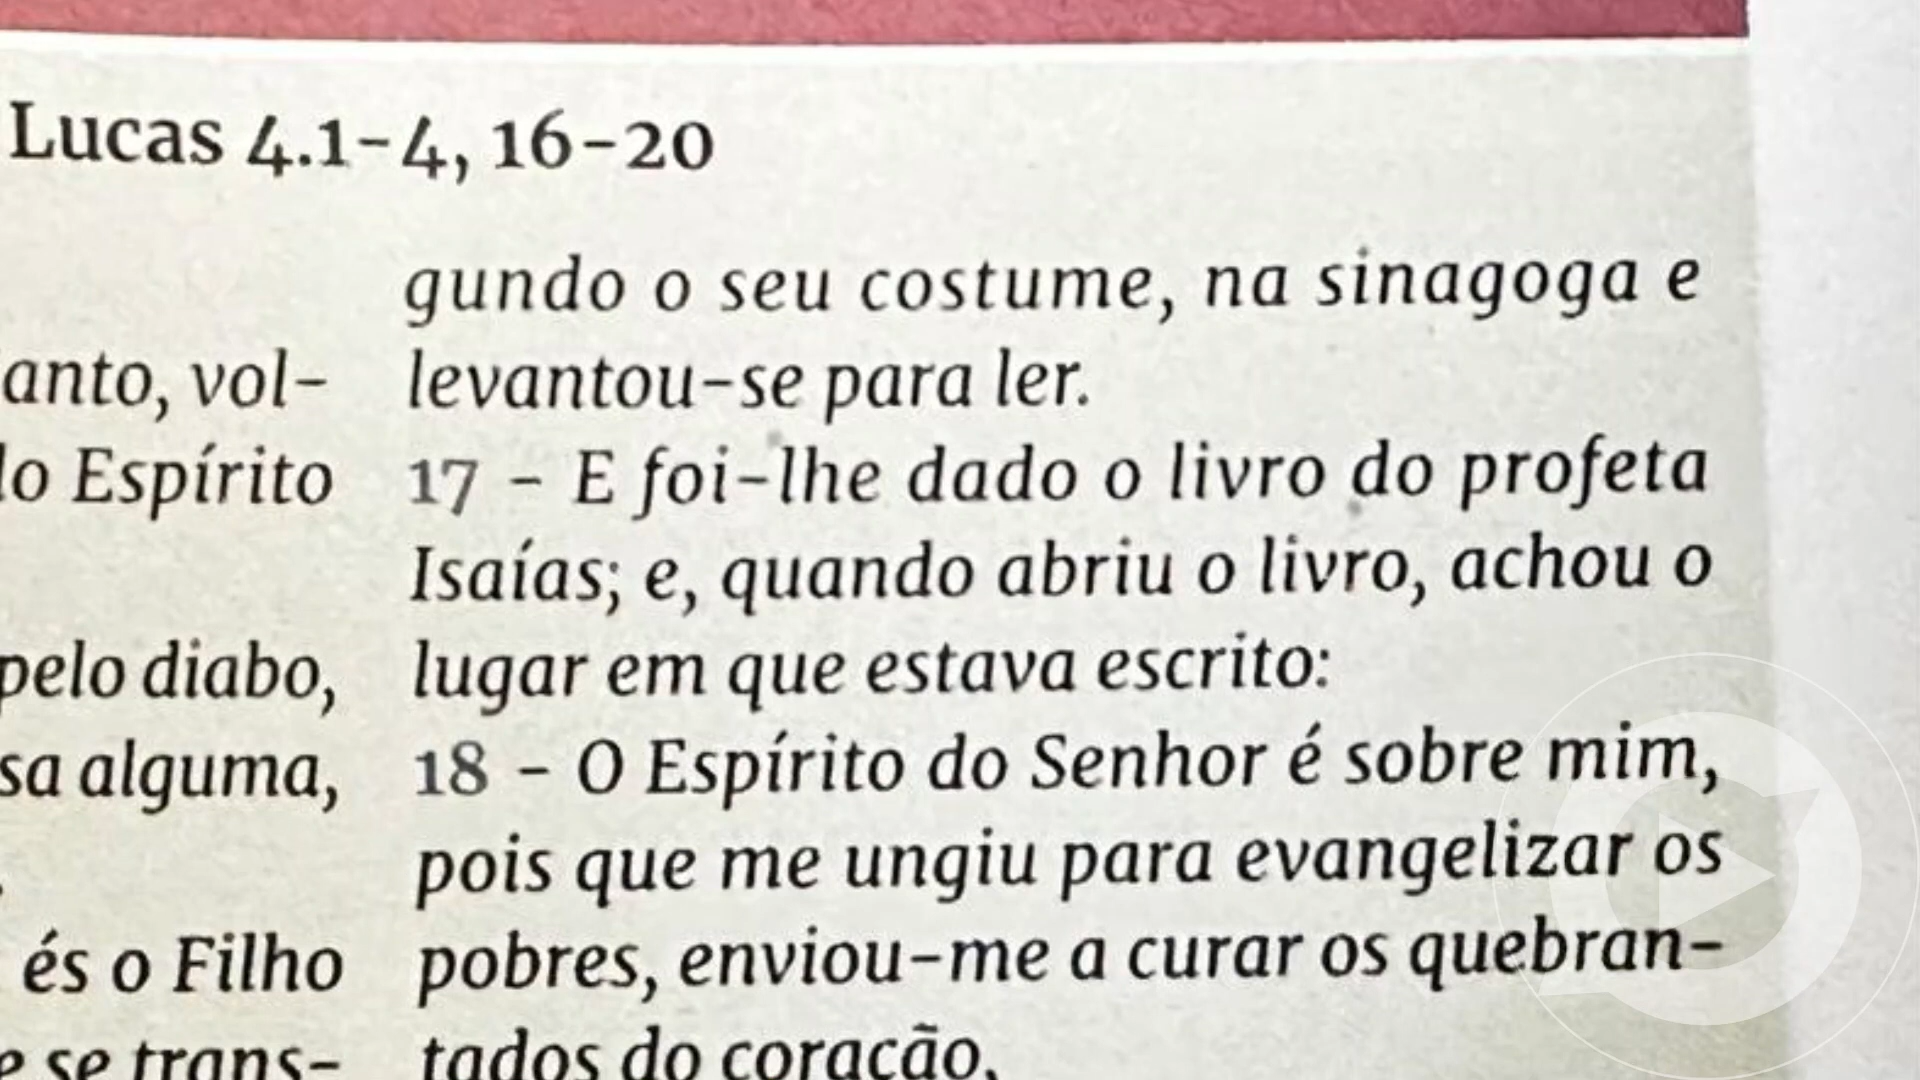 Lucas 4.1-4, 16-20
anto, vol-
lo Espírito
pelo diabo,
sa alguma,
és o Filho
e se trans-
gundo o seu costume, na sinagoga e
levantou-se para ler.
17 - E foi-lhe dado o livro do profeta
Isaías; e, quando abriu o livro, achou o
lugar em que estava escrito:
18 - O Espírito do Senhor é sobre mim,
pois que me ungiu para evangelizar os
pobres, enviou-me a curar os quebran-
tados do coração,